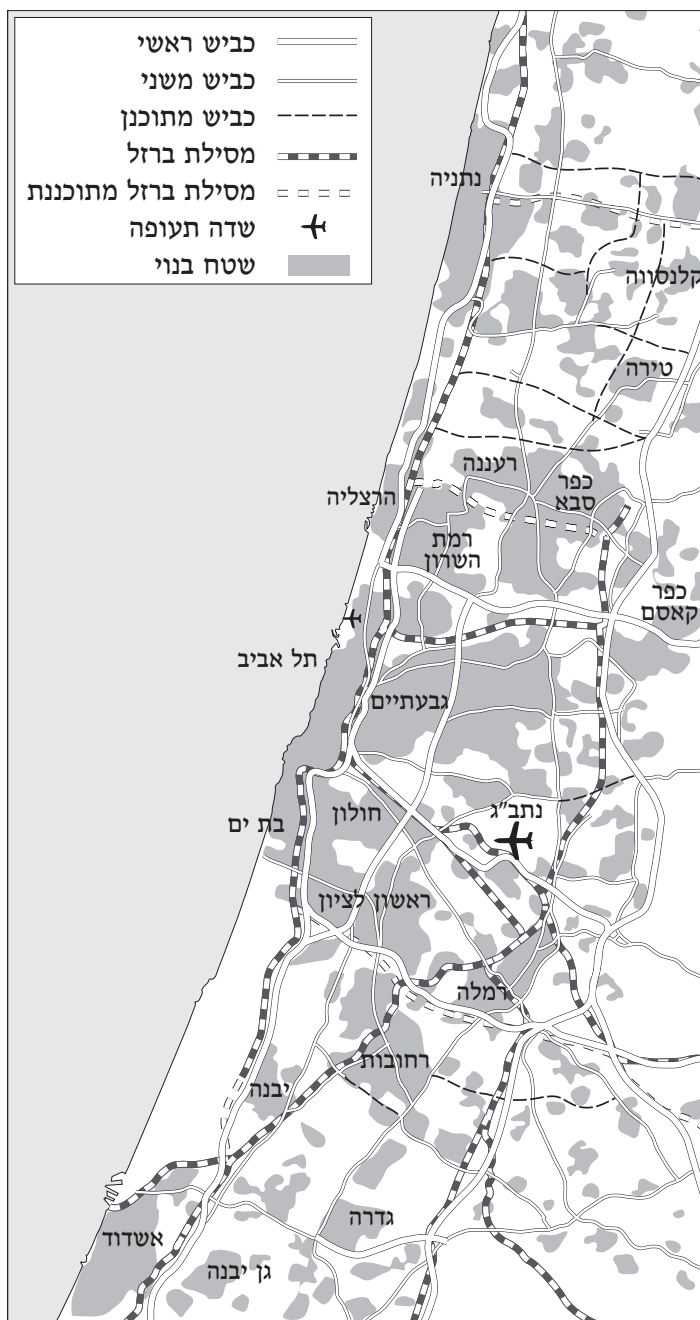 כביש ראשי
כביש משני
כביש מתוכנן
מסילת ברזל
מסילת ברזל מתוכננת
שדה תעופה
שטח בנוי
נתניה
קלנסווה
טירה
רעננה
כפר
סבא
הרצליה
רמת
השרון
כפר
קאסם
תל אביב
גבעתיים
נתב"ג
חולון
בת ים
ראשון לציון
רמלה
רחובות
יבנה
גדרה
אשדוד
גן יבנה